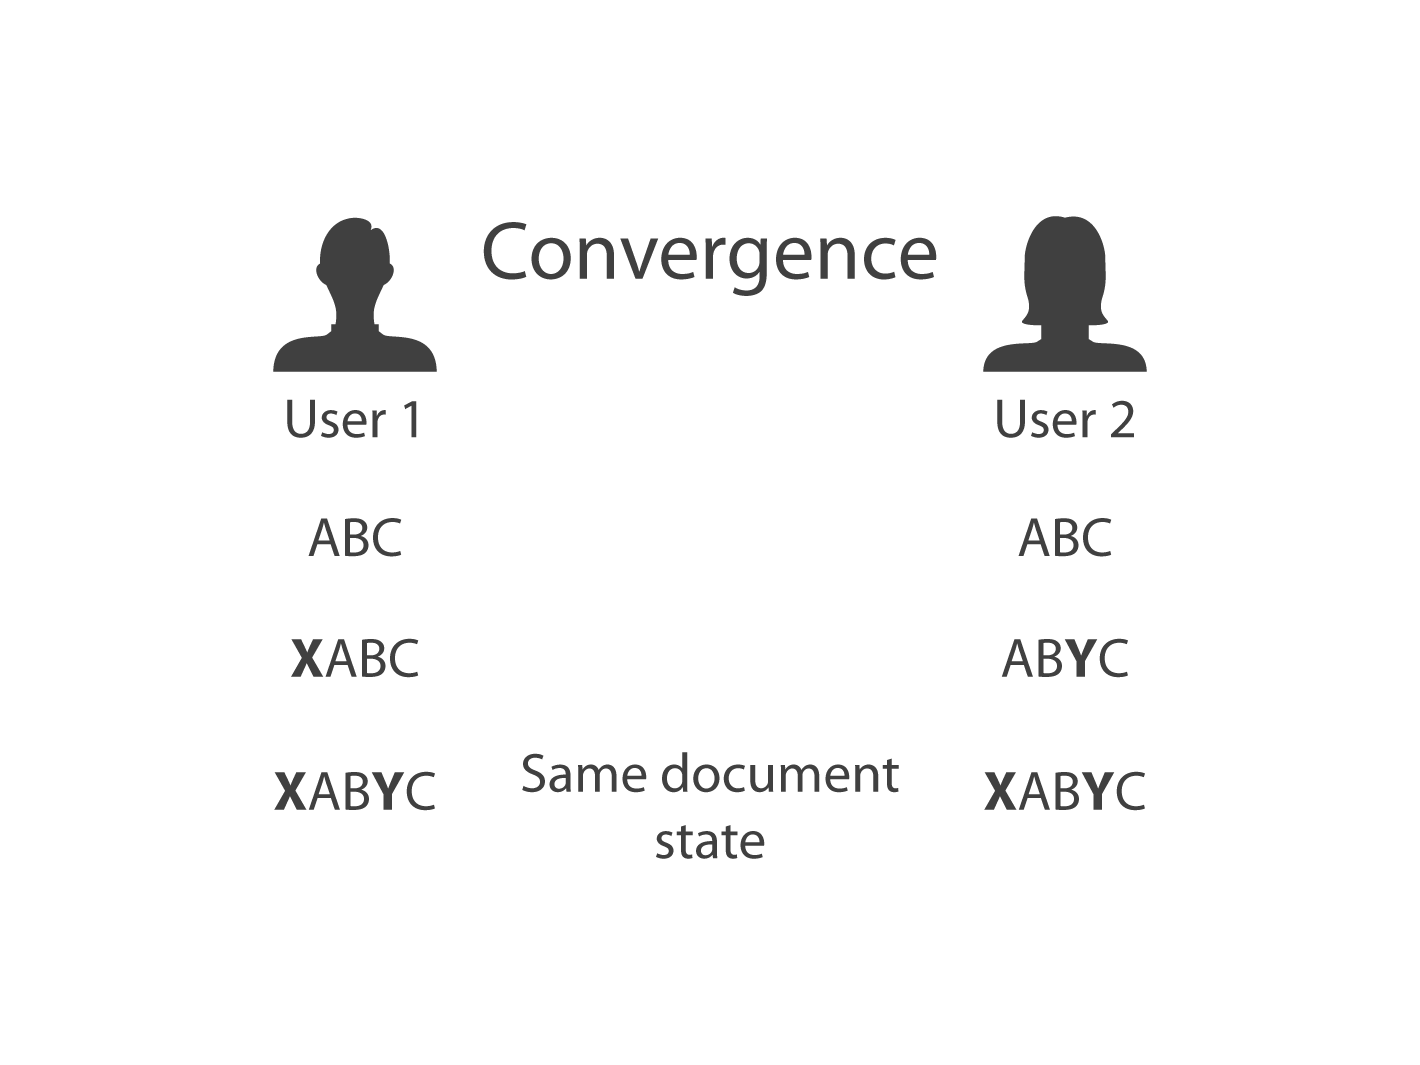 Convergence
User 1
User 2
ABC
ABC
XABC
ABYC
XABYC
Same document
state
XABYC